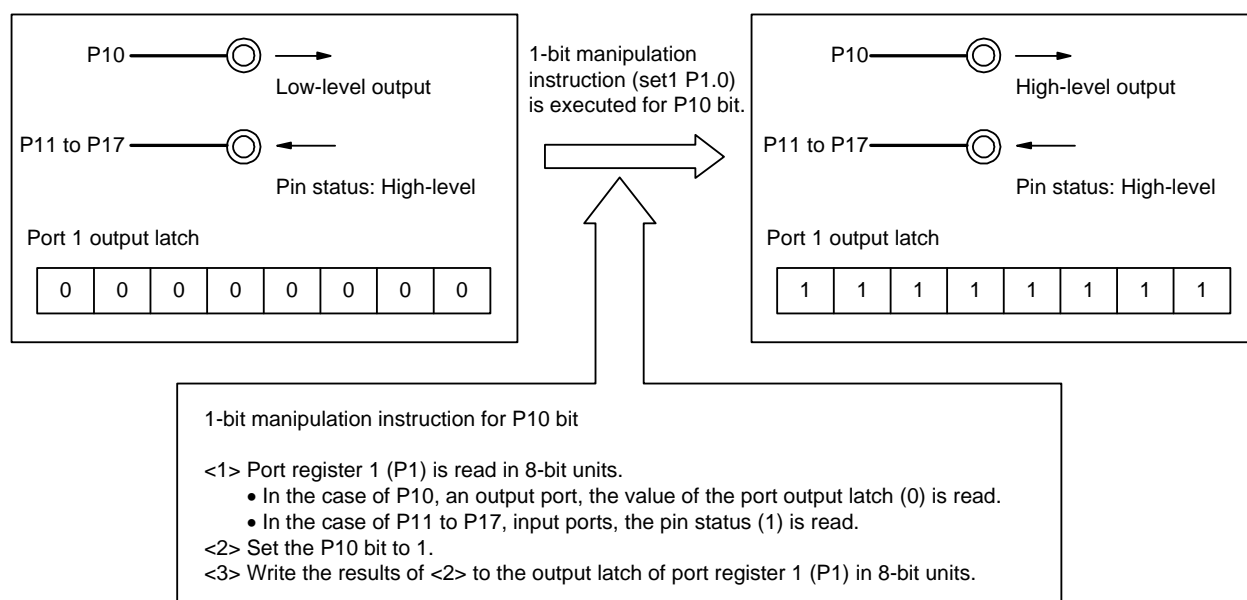 P10
Low-level output
P11 to P17
Pin status: High-level
Port 1 output latch
0 0 0 0 0 0 0 0
1-bit manipulation
instruction (set1 P1.0)
is executed for P10 bit.
P10
High-level output
P11 to P17
Pin status: High-level
Port 1 output latch
1 1 1 1 1 1 1 1
1-bit manipulation instruction for P10 bit
<1> Port register 1 (P1) is read in 8-bit units.
• In the case of P10, an output port, the value of the port output latch (0) is read.
• In the case of P11 to P17, input ports, the pin status (1) is read.
<2> Set the P10 bit to 1.
<3> Write the results of <2> to the output latch of port register 1 (P1) in 8-bit units.